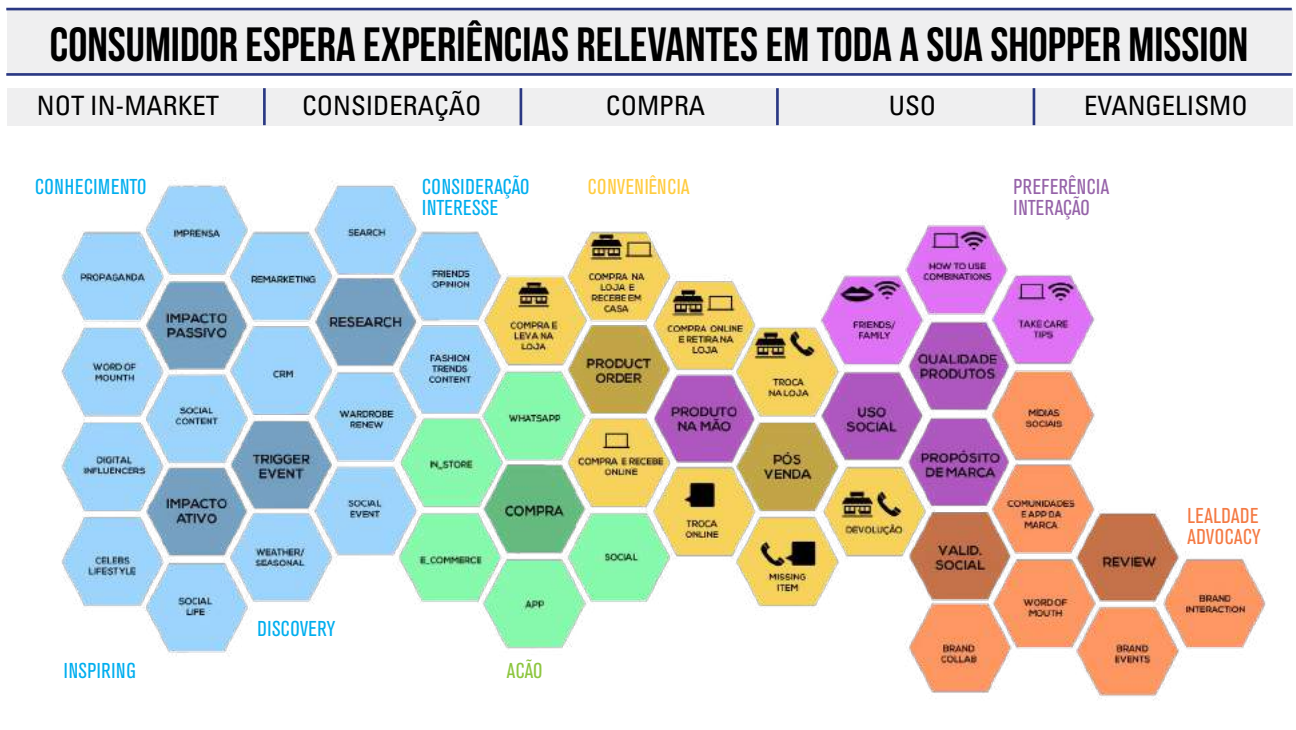 CONSUMIDOR ESPERA EXPERIÊNCIAS RELEVANTES EM TODA A SUA SHOPPER MISSION
NOT IN-MARKET
CONSIDERAÇÃO
COMPRA
USO
EVANGELISMO
CONHECIMENTO
CONSIDERAÇÃO
INTERESSE
CONVENIÊNCIA
PREFERÊNCIA
INTERAÇÃO
IMPRENSA
SEARCH
PROPAGANDA
REMARKETING
FRIENDS
OPINION
IMPACTO
PASSIVO
RESEARCH
WORD OF
MOUNTH
CRM
FASHION
TRENDS
CONTENT
SOCIAL
CONTENT
WARDROBE
RENEW
DIGITAL
INFLUENCERS
TRIGGER
EVENT
IMPACTO
ATIVO
SOCIAL
EVENT
CELEBS
LIFESTYLE
WEATHER/
SEASONAL
SOCIAL
LIFE
DISCOVERY
INSPIRING
COMPRA E
LEVA NA
LOJA
COMPRA NA
LOJA E
RECEBE EM
CASA
COMPRA ONLINE
E RETIRA NA
LOJA
PRODUCT
ORDER
TROCA
NA LOJA
WHATSAPP
PRODUTO
NA MÃO
IN_STORE
COMPRA E RECEBE
ONLINE
PÓS
VENDA
COMPRA
TROCA
ONLINE
DEVOLUÇÃO
E_COMMERCE
SOCIAL
MISSING
ITEM
APP
ACÃO
HOW TO USE
COMBINATIONS
FRIENDS/
FAMILY
TAKE CARE
TIPS
QUALIDADE
PRODUTOS
USO
SOCIAL
MIDIAS
SOCIAIS
PROPÓSITO
DE MARCA
COMUNIDADES
E APP DA
MARCA
LEALDADE
ADVOCACY
VALID.
SOCIAL
REVIEW
WORD OF
MOUTH
BRAND
INTERACTION
BRAND
COLLAB
BRAND
EVENTS